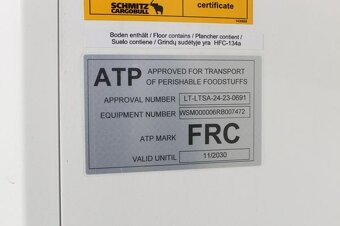 SCHMITZ
CARGOBULL
certificate
Boden enthält / Floor contains / Plancher contient /
Suelo contiene / Grindų sudėtyje yra HFC-134a
ATP APPROVED FOR TRANSPORT
OF PERISHABLE FOODSTUFFS
APPROVAL NUMBER LT-LTSA-24-23-0691
EQUIPMENT NUMBER WSM000006RB007472
ATP MARK FRC
VALID UNITIL 11/2030